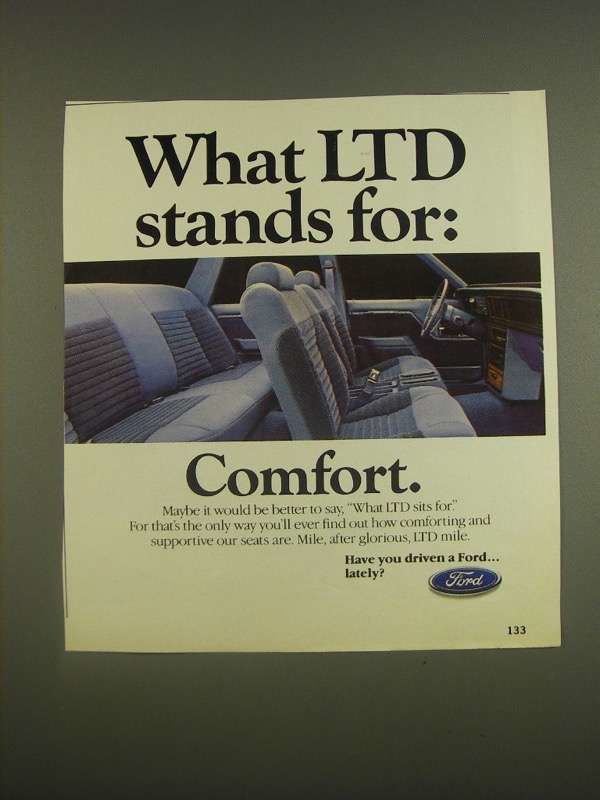 What LTD
stands for:
Comfort.
Maybe it would be better to say, "What LTD sits for."
For that's the only way you'll ever find out how comforting and
supportive our seats are. Mile, after glorious, LTD mile.
Have you driven a Ford...
lately?
Ford
133